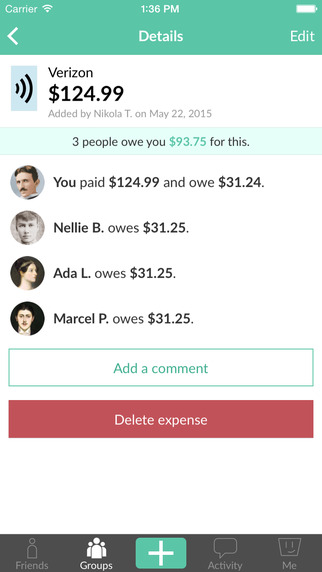 Carrier 1:36 PM
Details Edit
Verizon
$124.99
Added by Nikola T. on May 22, 2015
3 people owe you $93.75 for this.
You paid $124.99 and owe $31.24.
Nellie B. owes $31.25.
Ada L. owes $31.25.
Marcel P. owes $31.25.
Add a comment
Delete expense
Friends Groups Activity Me